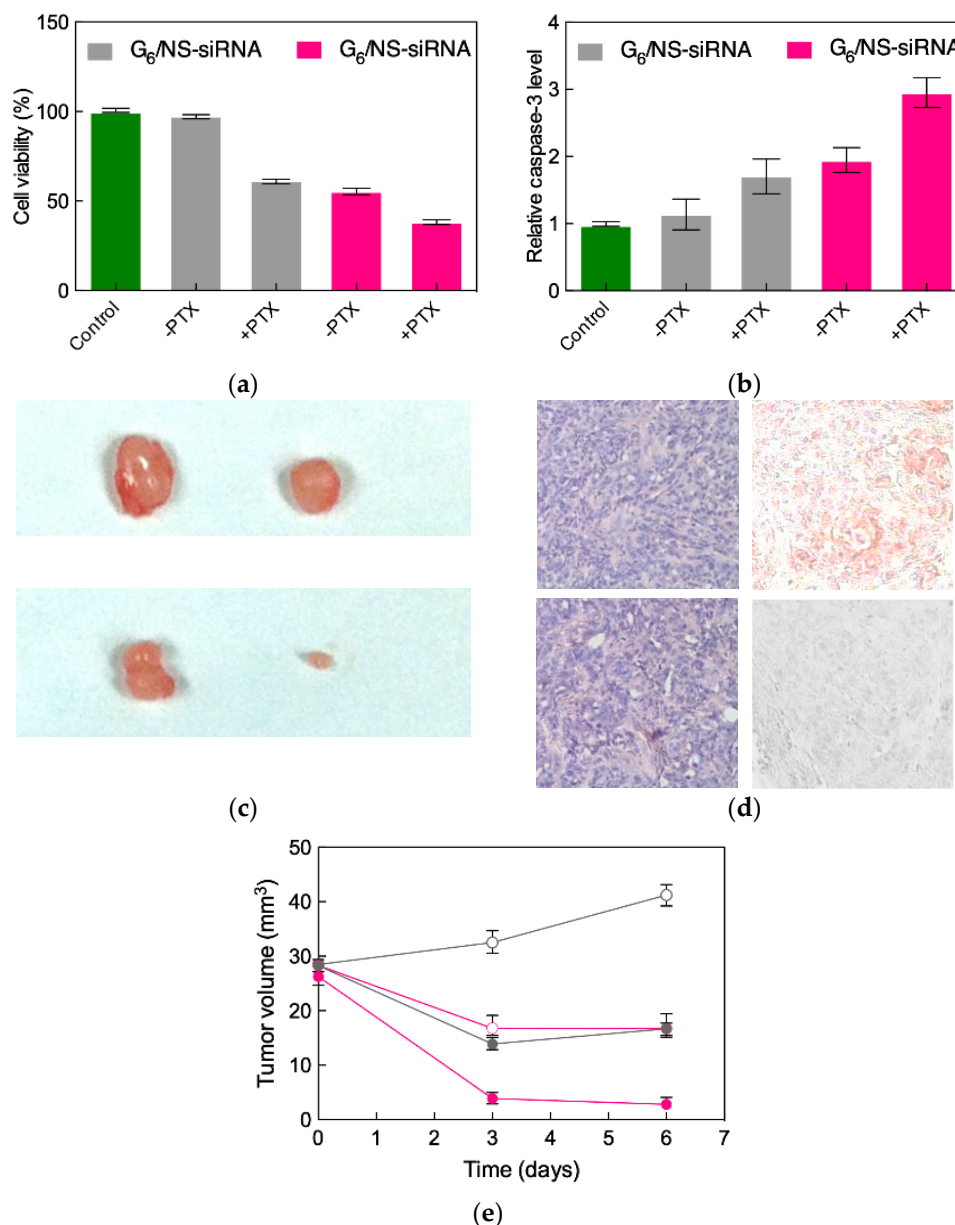 150
G6/NS-siRNA
G6/NS-siRNA
100
50
0
Cell viability (%)
Control
-PTX
+PTX
-PTX
+PTX
(a)
4
G6/NS-siRNA
G6/NS-siRNA
3
2
1
0
Relative caspase-3 level
Control
-PTX
+PTX
-PTX
+PTX
(b)
(c)
(d)
50
40
30
20
10
0
Tumor volume (mm³)
0 1 2 3 4 5 6 7
Time (days)
(e)